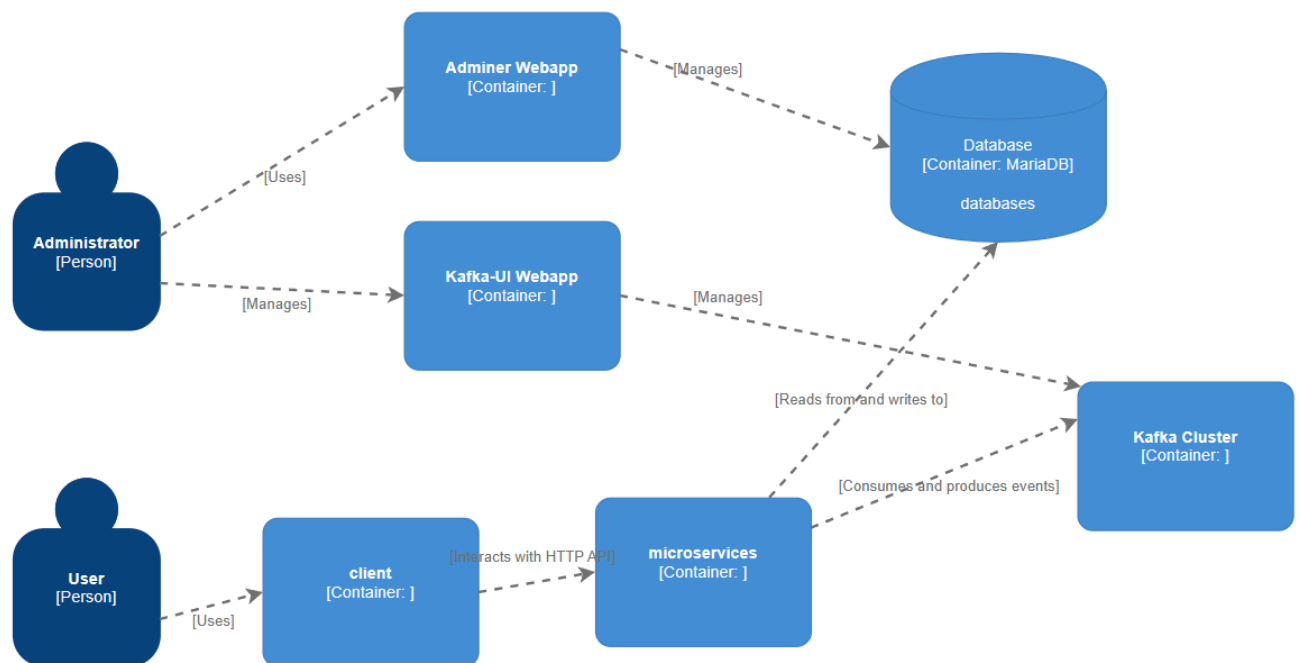 Adminer Webapp
[Container: ]
[Manages]
Database
[Container: MariaDB]
databases
[Uses]
Administrator
[Person]
Kafka-UI Webapp
[Container: ]
[Manages]
[Manages]
[Reads from and writes to]
Kafka Cluster
[Container: ]
[Consumes and produces events]
User
[Person]
[Uses]
client
[Container: ]
[Interacts with HTTP API]
microservices
[Container: ]